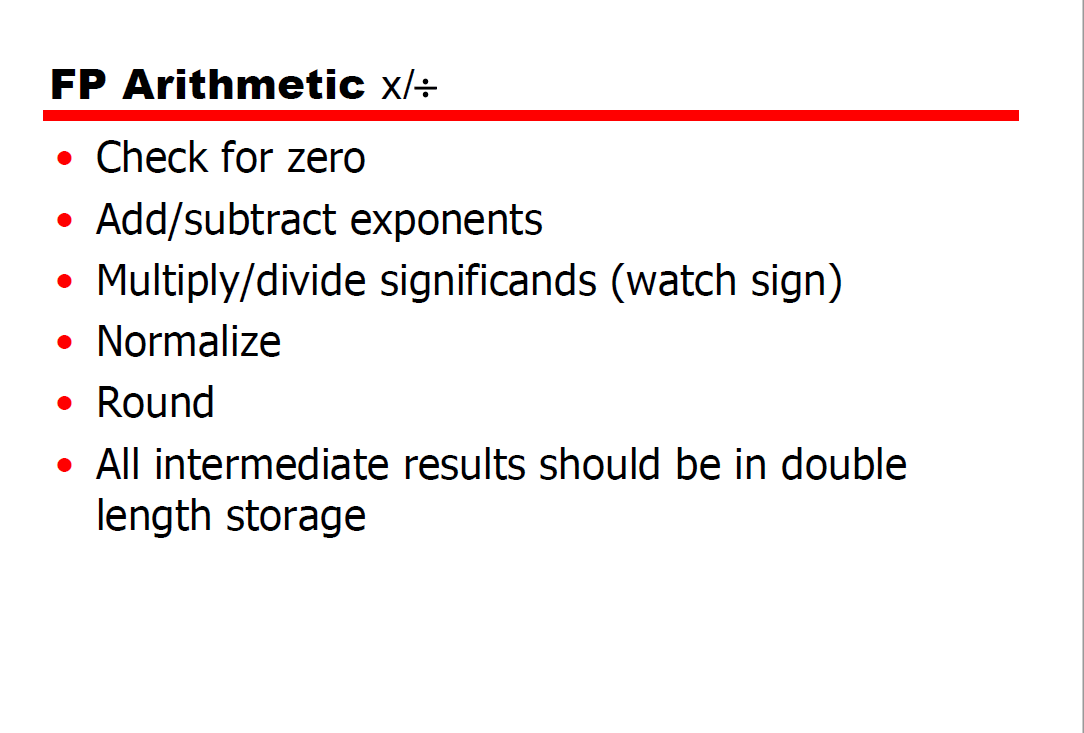 FP Arithmetic x/÷
• Check for zero
• Add/subtract exponents
• Multiply/divide significands (watch sign)
• Normalize
• Round
• All intermediate results should be in double
length storage